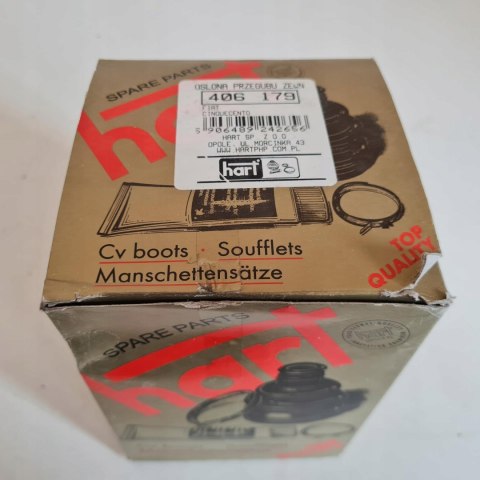 SPARE PARTS
hart
OSLONA PRZEGUBU ZEWN
406 179
FIAT
CINQUECENTO
5 906489 242656
HART SP. Z O.O
OPOLE, UL MORCINKA 43
WWW.HARTPHP.COM.PL
hart
Cv boots · Soufflets
Manschettensätze
TOP
QUALITY
SPARE PARTS
hart